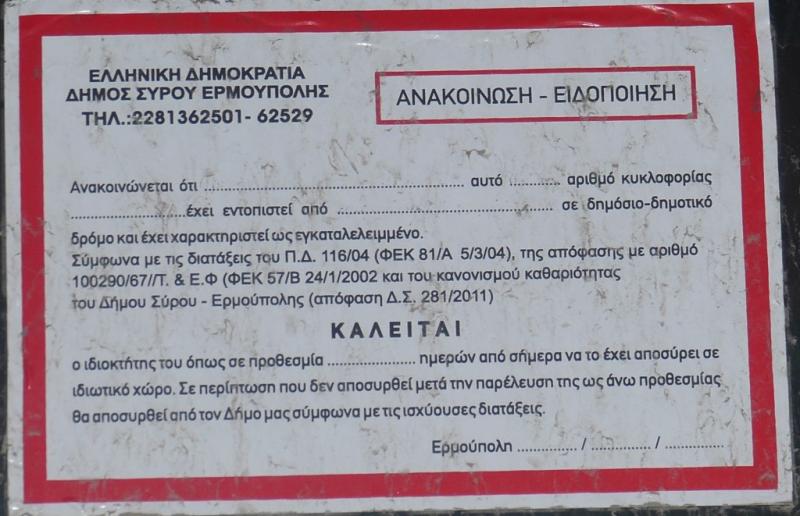 ΕΛΛΗΝΙΚΗ ΔΗΜΟΚΡΑΤΙΑ
ΔΗΜΟΣ ΣΥΡΟΥ ΕΡΜΟΥΠΟΛΗΣ
ΤΗΛ.:2281362501- 62529
ΑΝΑΚΟΙΝΩΣΗ - ΕΙΔΟΠΟΙΗΣΗ
Ανακοινώνεται ότι ............................................................ αυτό ............ αριθμό κυκλοφορίας
...........................έχει εντοπιστεί από .................................................. σε δημόσιο-δημοτικό
δρόμο και έχει χαρακτηριστεί ως εγκαταλελειμμένο.
Σύμφωνα με τις διατάξεις του Π.Δ. 116/04 (ΦΕΚ 81/Α 5/3/04), της απόφασης με αριθμό
100290/67//Τ. & Ε.Φ (ΦΕΚ 57/Β 24/1/2002 και του κανονισμού καθαριότητας
του Δήμου Σύρου - Ερμούπολης (απόφαση Δ.Σ. 281/2011)
ΚΑΛΕΙΤΑΙ
ο ιδιοκτήτης του όπως σε προθεσμία ..................... ημερών από σήμερα να το έχει αποσύρει σε
ιδιωτικό χώρο. Σε περίπτωση που δεν αποσυρθεί μετά την παρέλευση της ως άνω προθεσμίας
θα αποσυρθεί από τον Δήμο μας σύμφωνα με τις ισχύουσες διατάξεις.
Ερμούπολη .............. / .............. / ..............